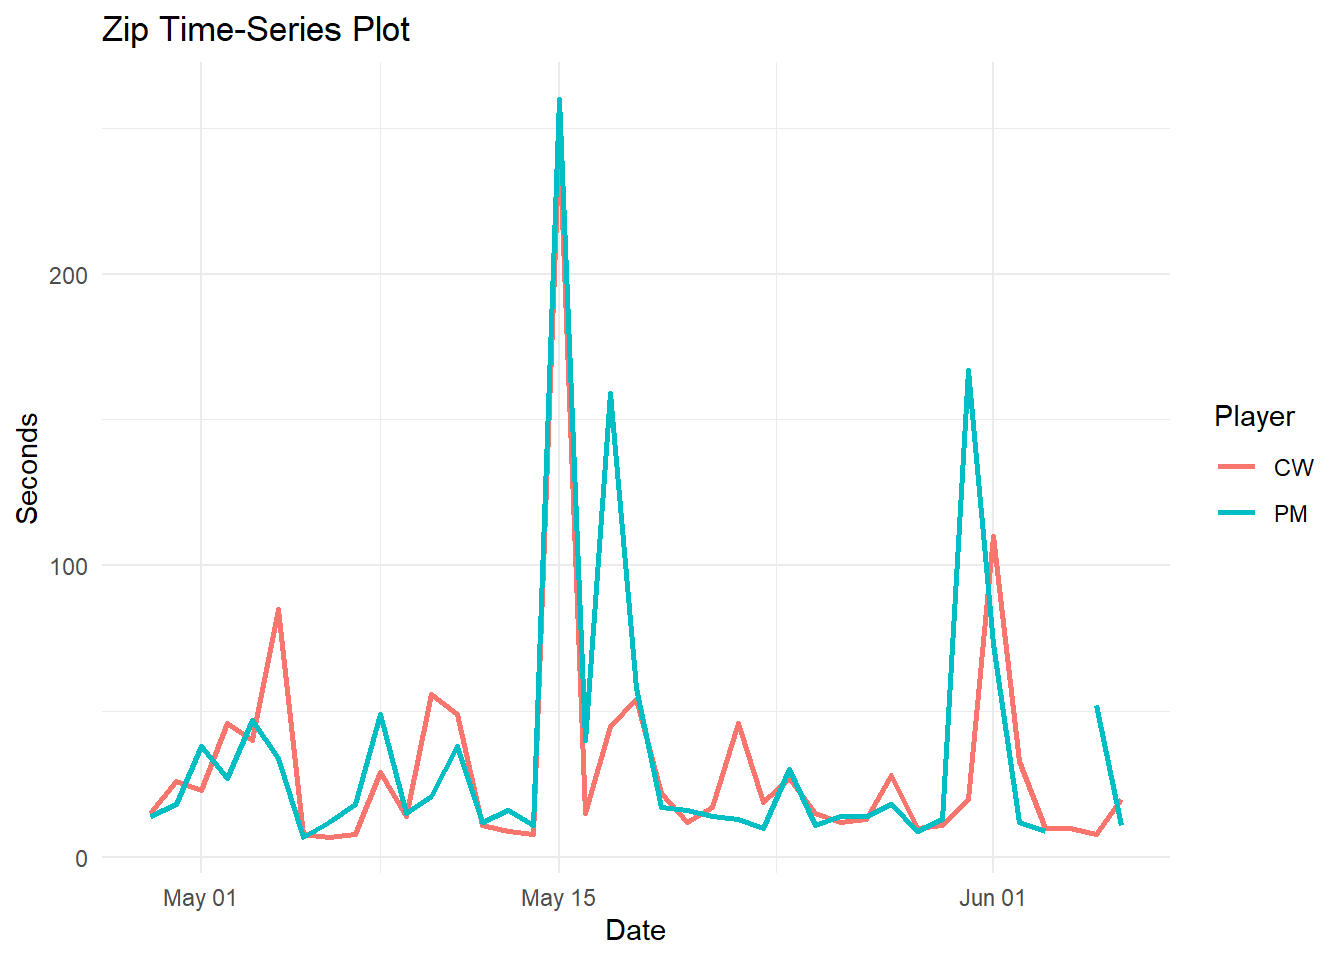 Zip Time-Series Plot
200
100
0
Seconds
May 01
May 15
Jun 01
Date
Player
CW
PM